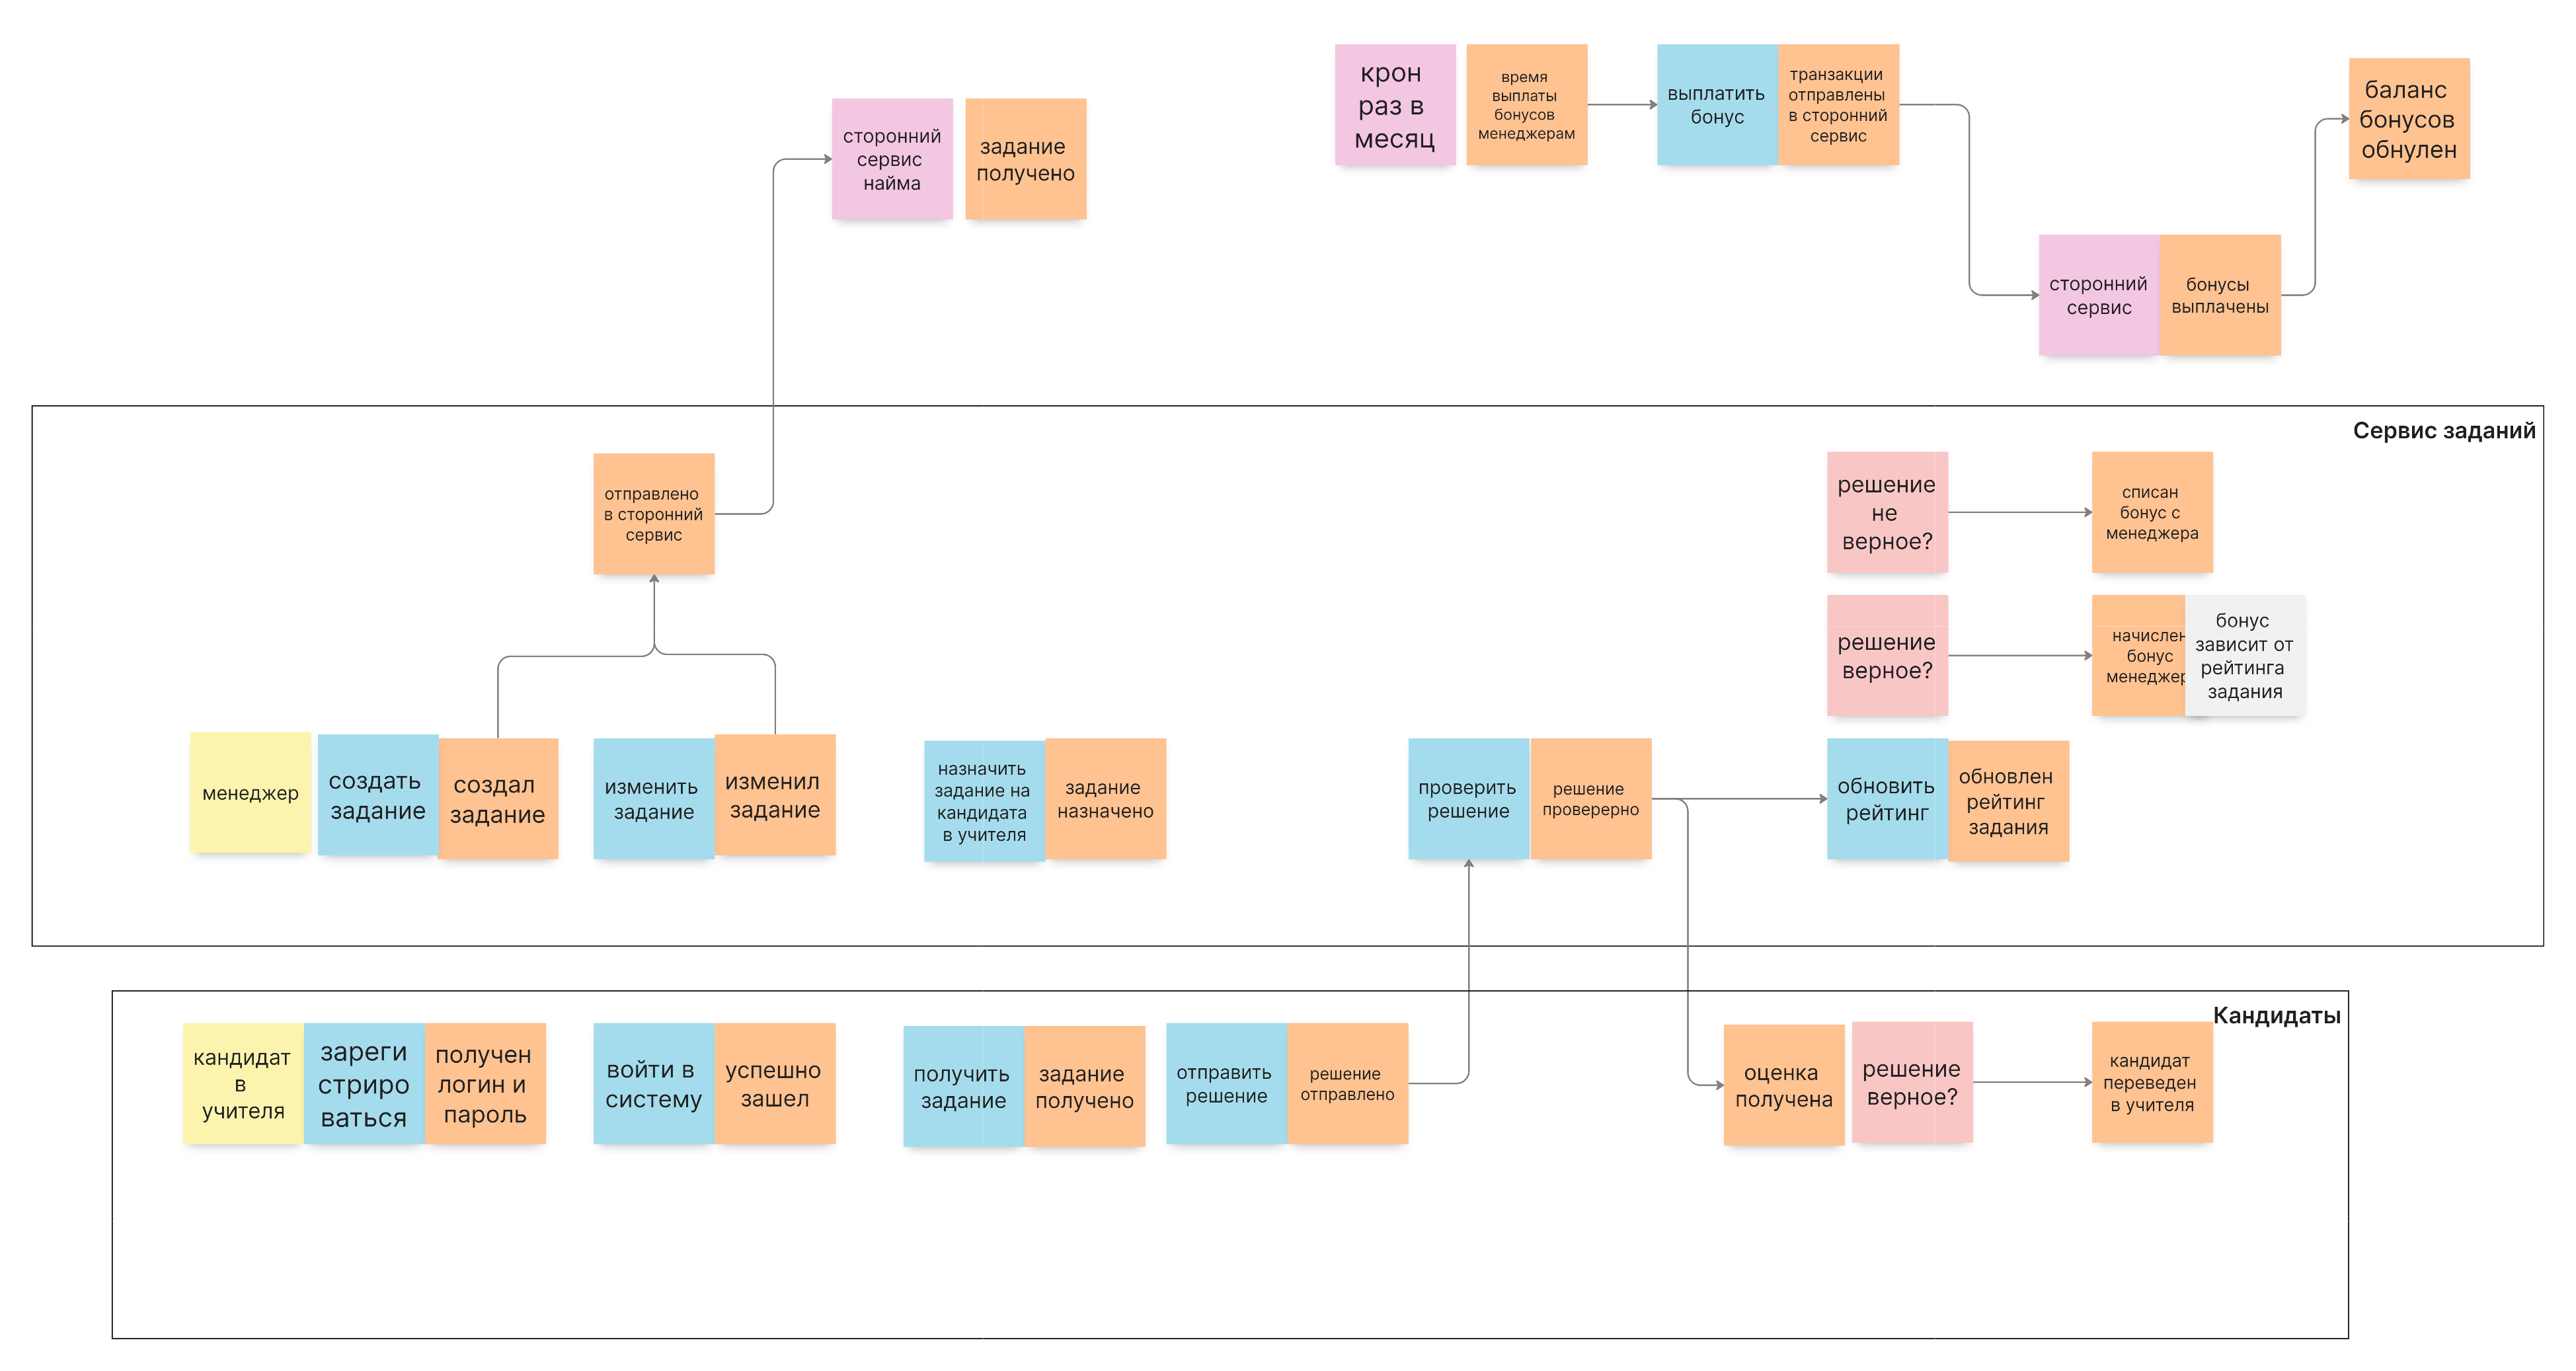 крон
раз в
месяц
время
выплаты
бонусов
менеджерам
выплатить
бонус
транзакции
отправлены
в сторонний
сервис
баланс
бонусов
обнулен
сторонний
сервис
найма
задание
получено
сторонний
сервис
бонусы
выплачены
Сервис заданий
отправлено
в сторонний
сервис
решение
не
верное?
списан
бонус с
менеджера
решение
верное?
начислен
бонус
менеджер
бонус
зависит от
рейтинга
задания
менеджер
создать
задание
создал
задание
изменить
задание
изменил
задание
назначить
задание на
кандидата
в учителя
задание
назначено
проверить
решение
решение
проверерно
обновить
рейтинг
обновлен
рейтинг
задания
Кандидаты
кандидат
в
учителя
зареги
стриро
ваться
получен
логин и
пароль
войти в
систему
успешно
зашел
получить
задание
задание
получено
отправить
решение
решение
отправлено
оценка
получена
решение
верное?
кандидат
переведен
в учителя